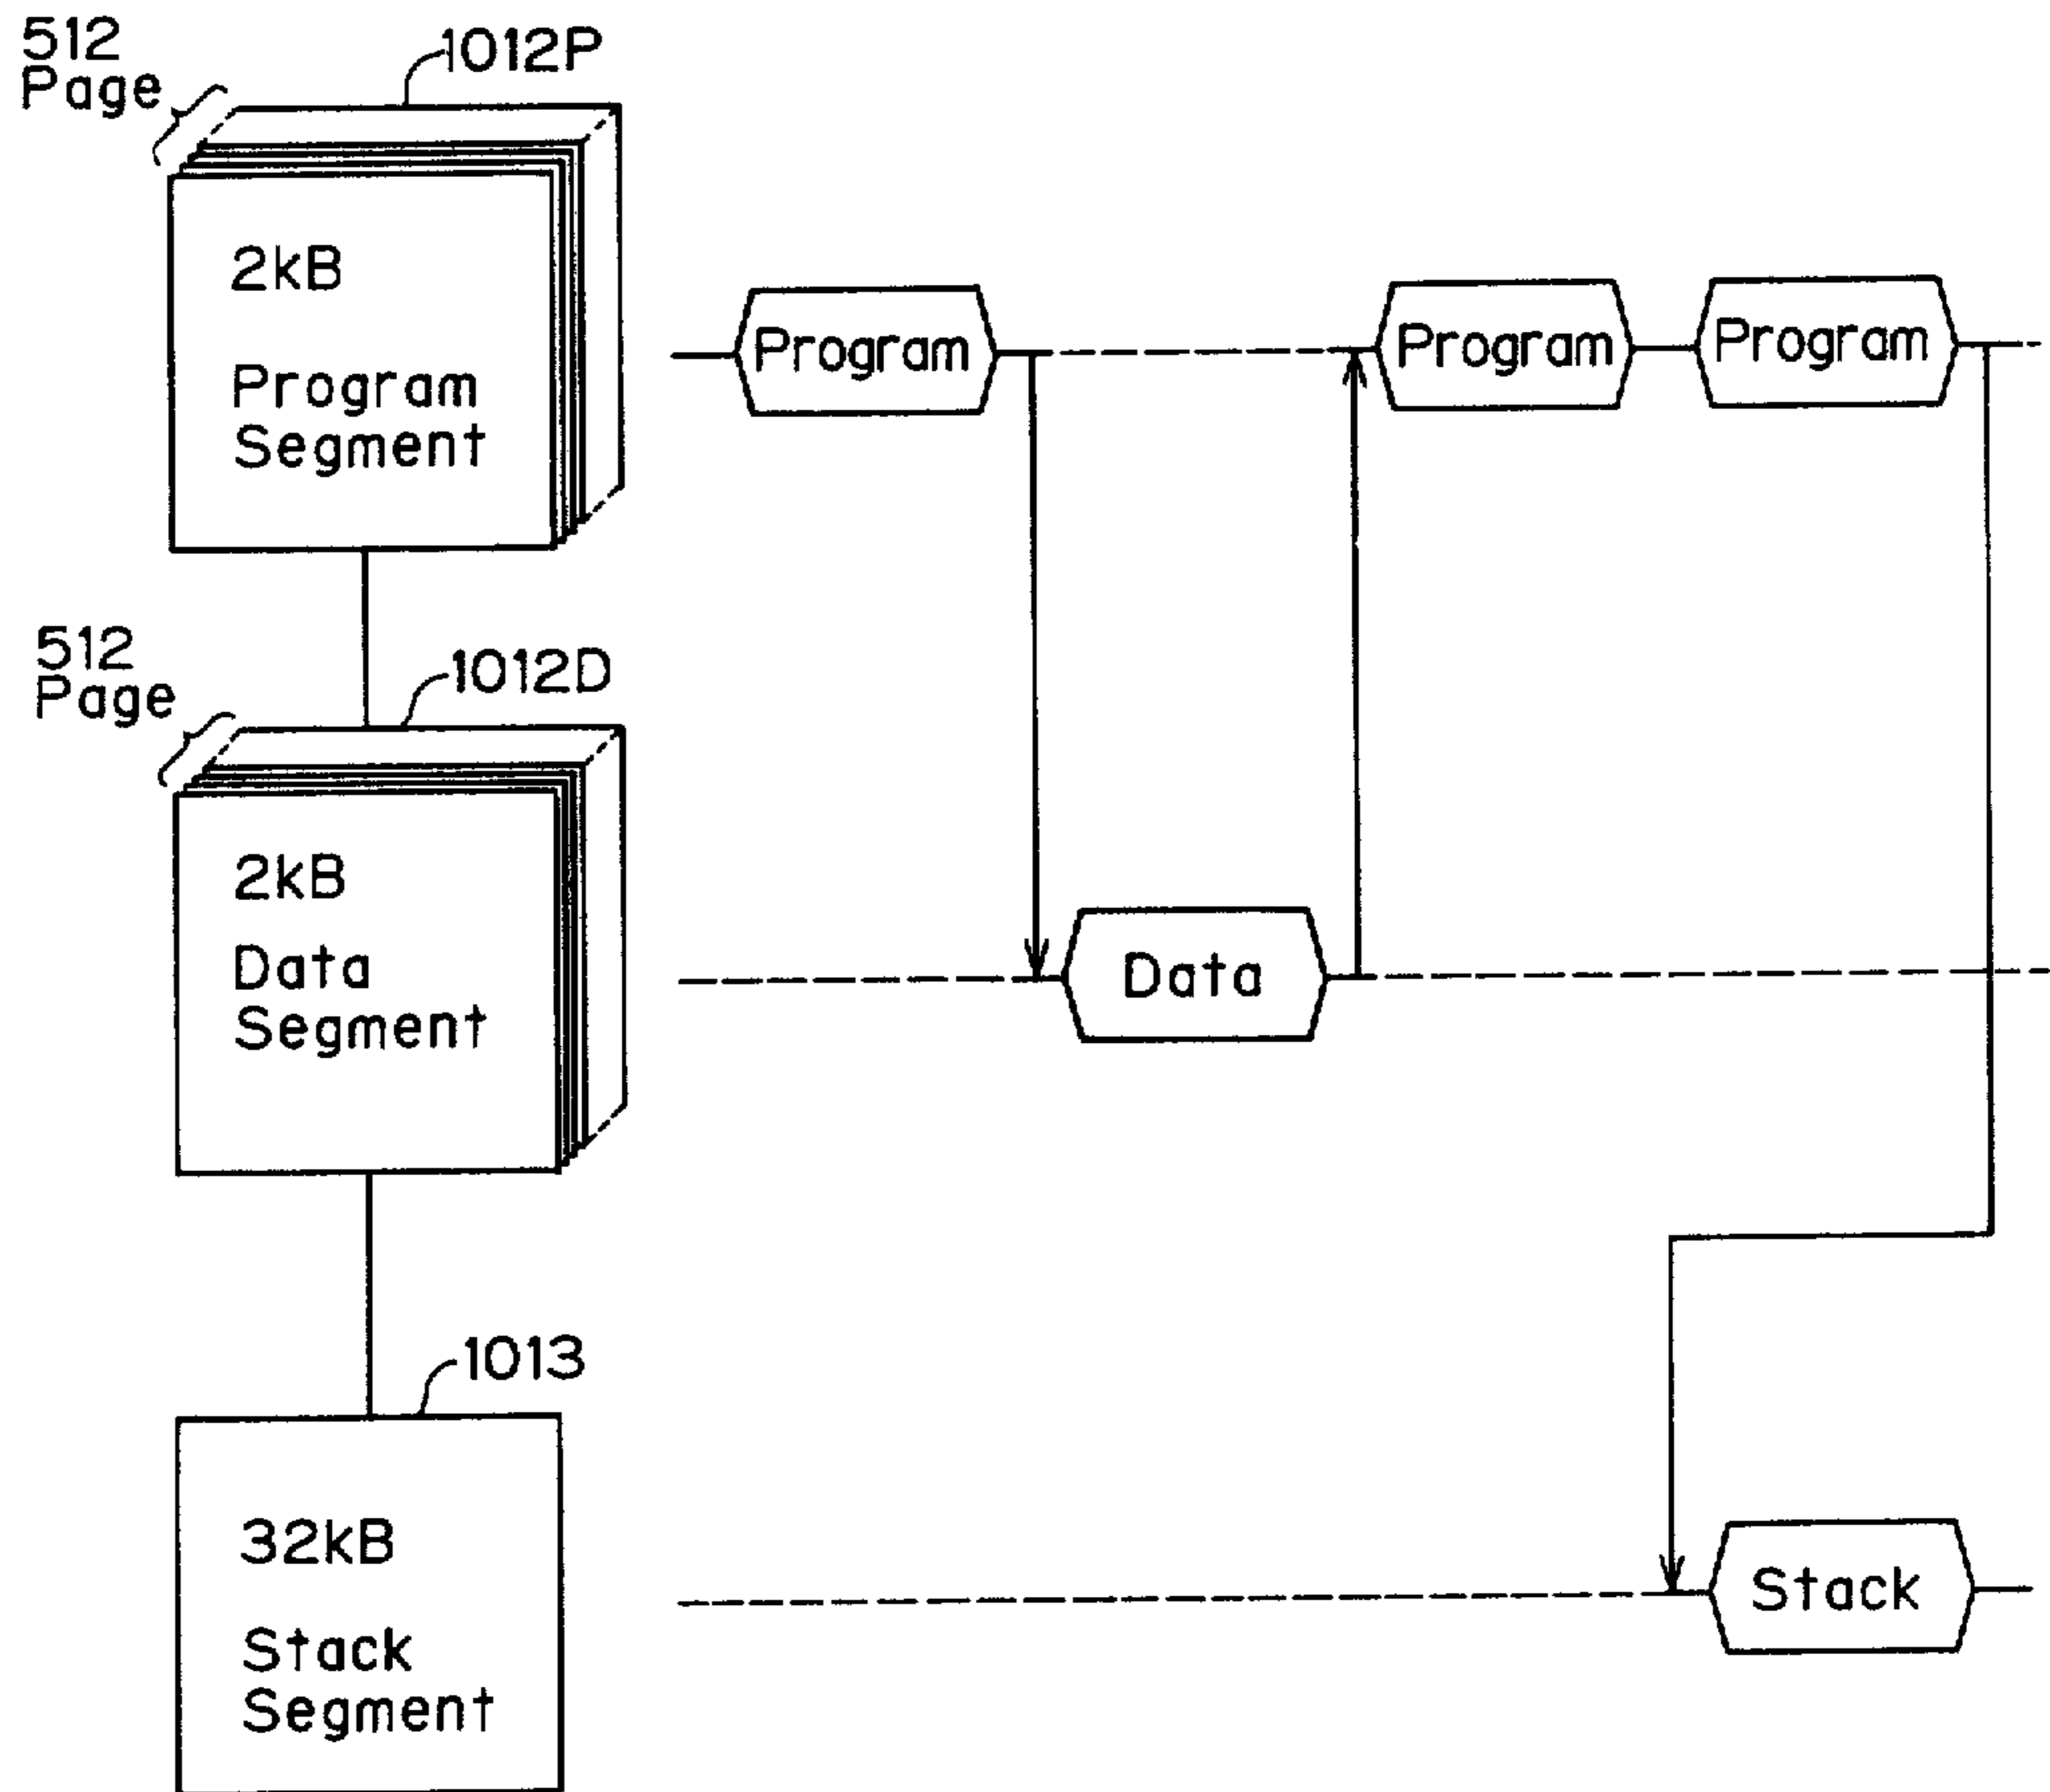 512
Page
1012P
2kB
Program
Segment
Program
Program
Program
512
Page
1012D
2kB
Data
Segment
Data
1013
32kB
Stack
Segment
Stack